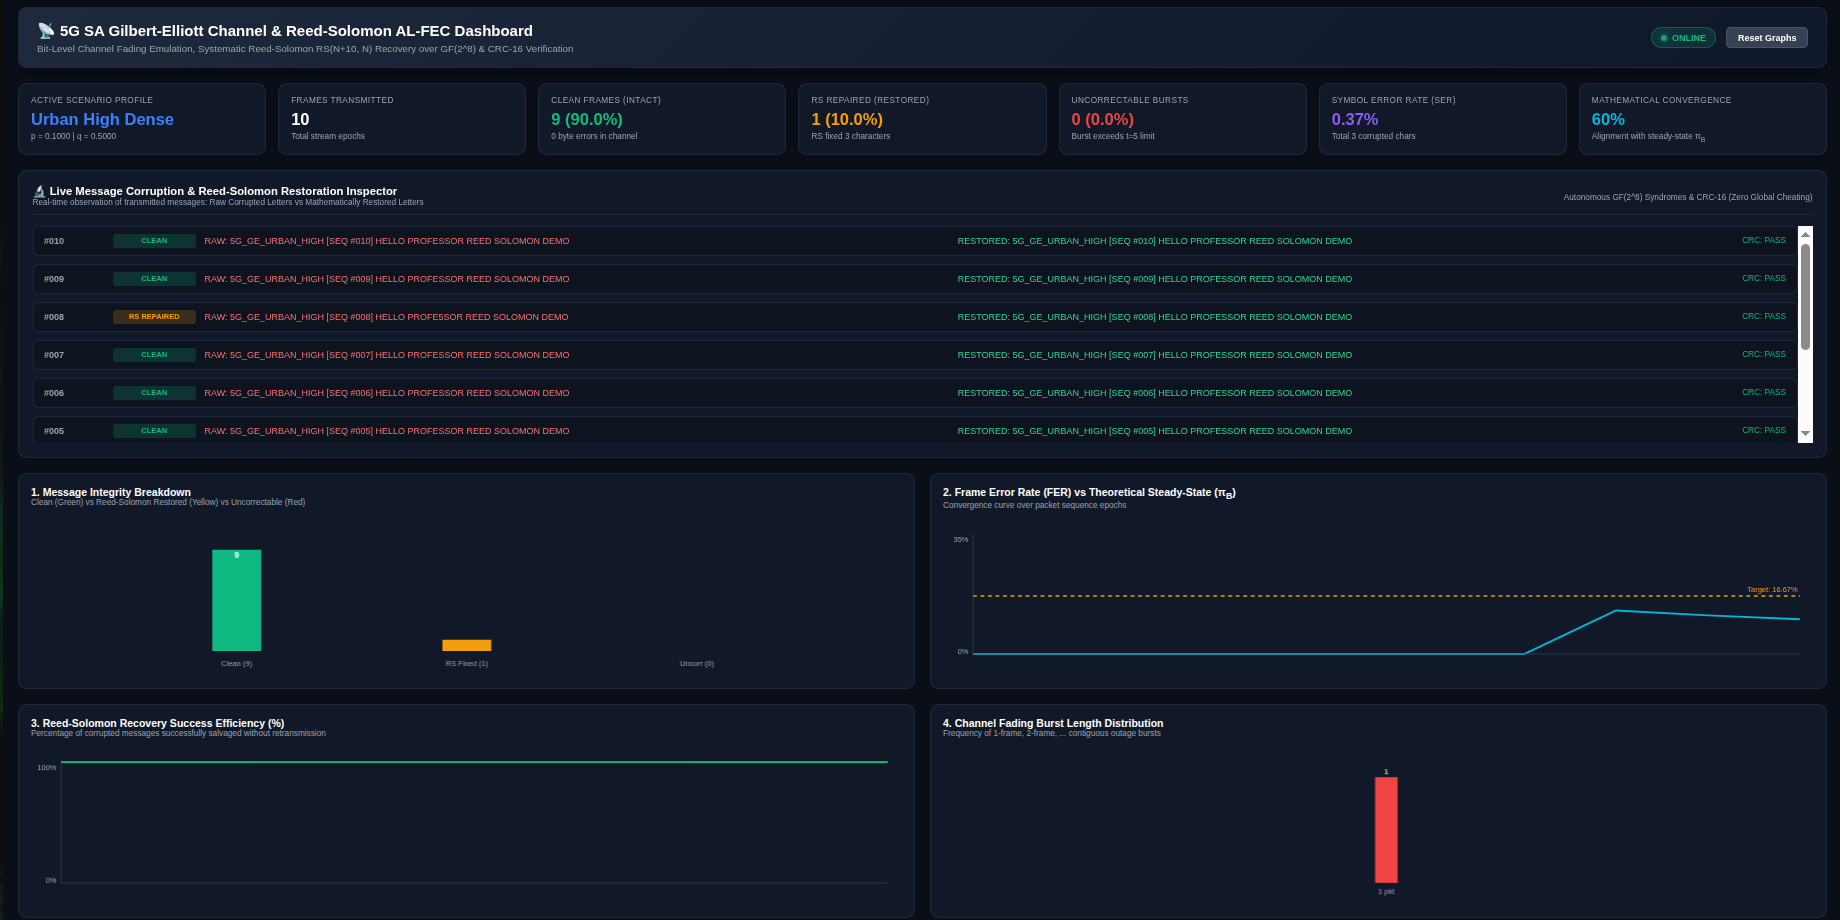 📡 5G SA Gilbert-Elliott Channel & Reed-Solomon AL-FEC Dashboard
Bit-Level Channel Fading Emulation, Systematic Reed-Solomon RS(N+10, N) Recovery over GF(2^8) & CRC-16 Verification
ONLINE
Reset Graphs
ACTIVE SCENARIO PROFILE
Urban High Dense
p = 0.1000 | q = 0.5000
FRAMES TRANSMITTED
10
Total stream epochs
CLEAN FRAMES (INTACT)
9 (90.0%)
0 byte errors in channel
RS REPAIRED (RESTORED)
1 (10.0%)
RS fixed 3 characters
UNCORRECTABLE BURSTS
0 (0.0%)
Burst exceeds t=5 limit
SYMBOL ERROR RATE (SER)
0.37%
Total 3 corrupted chars
MATHEMATICAL CONVERGENCE
60%
Alignment with steady-state πB
🔬 Live Message Corruption & Reed-Solomon Restoration Inspector
Real-time observation of transmitted messages: Raw Corrupted Letters vs Mathematically Restored Letters
Autonomous GF(2^8) Syndromes & CRC-16 (Zero Global Cheating)
#010 CLEAN RAW: 5G_GE_URBAN_HIGH [SEQ #010] HELLO PROFESSOR REED SOLOMON DEMO RESTORED: 5G_GE_URBAN_HIGH [SEQ #010] HELLO PROFESSOR REED SOLOMON DEMO CRC: PASS
#009 CLEAN RAW: 5G_GE_URBAN_HIGH [SEQ #009] HELLO PROFESSOR REED SOLOMON DEMO RESTORED: 5G_GE_URBAN_HIGH [SEQ #009] HELLO PROFESSOR REED SOLOMON DEMO CRC: PASS
#008 RS REPAIRED RAW: 5G_GE_URBAN_HIGH [SEQ #008] HELLO PROFE5SOR REED SOLOMON DEMO RESTORED: 5G_GE_URBAN_HIGH [SEQ #008] HELLO PROFESSOR REED SOLOMON DEMO CRC: PASS
#007 CLEAN RAW: 5G_GE_URBAN_HIGH [SEQ #007] HELLO PROFESSOR REED SOLOMON DEMO RESTORED: 5G_GE_URBAN_HIGH [SEQ #007] HELLO PROFESSOR REED SOLOMON DEMO CRC: PASS
#006 CLEAN RAW: 5G_GE_URBAN_HIGH [SEQ #006] HELLO PROFESSOR REED SOLOMON DEMO RESTORED: 5G_GE_URBAN_HIGH [SEQ #006] HELLO PROFESSOR REED SOLOMON DEMO CRC: PASS
#005 CLEAN RAW: 5G_GE_URBAN_HIGH [SEQ #005] HELLO PROFESSOR REED SOLOMON DEMO RESTORED: 5G_GE_URBAN_HIGH [SEQ #005] HELLO PROFESSOR REED SOLOMON DEMO CRC: PASS
1. Message Integrity Breakdown
Clean (Green) vs Reed-Solomon Restored (Yellow) vs Uncorrectable (Red)
9
Clean (9)
RS Fixed (1)
Uncorr (0)
2. Frame Error Rate (FER) vs Theoretical Steady-State (πB)
Convergence curve over packet sequence epochs
35%
Target: 16.67%
0%
3. Reed-Solomon Recovery Success Efficiency (%)
Percentage of corrupted messages successfully salvaged without retransmission
100%
0%
4. Channel Fading Burst Length Distribution
Frequency of 1-frame, 2-frame, ... contiguous outage bursts
1
1 pkt